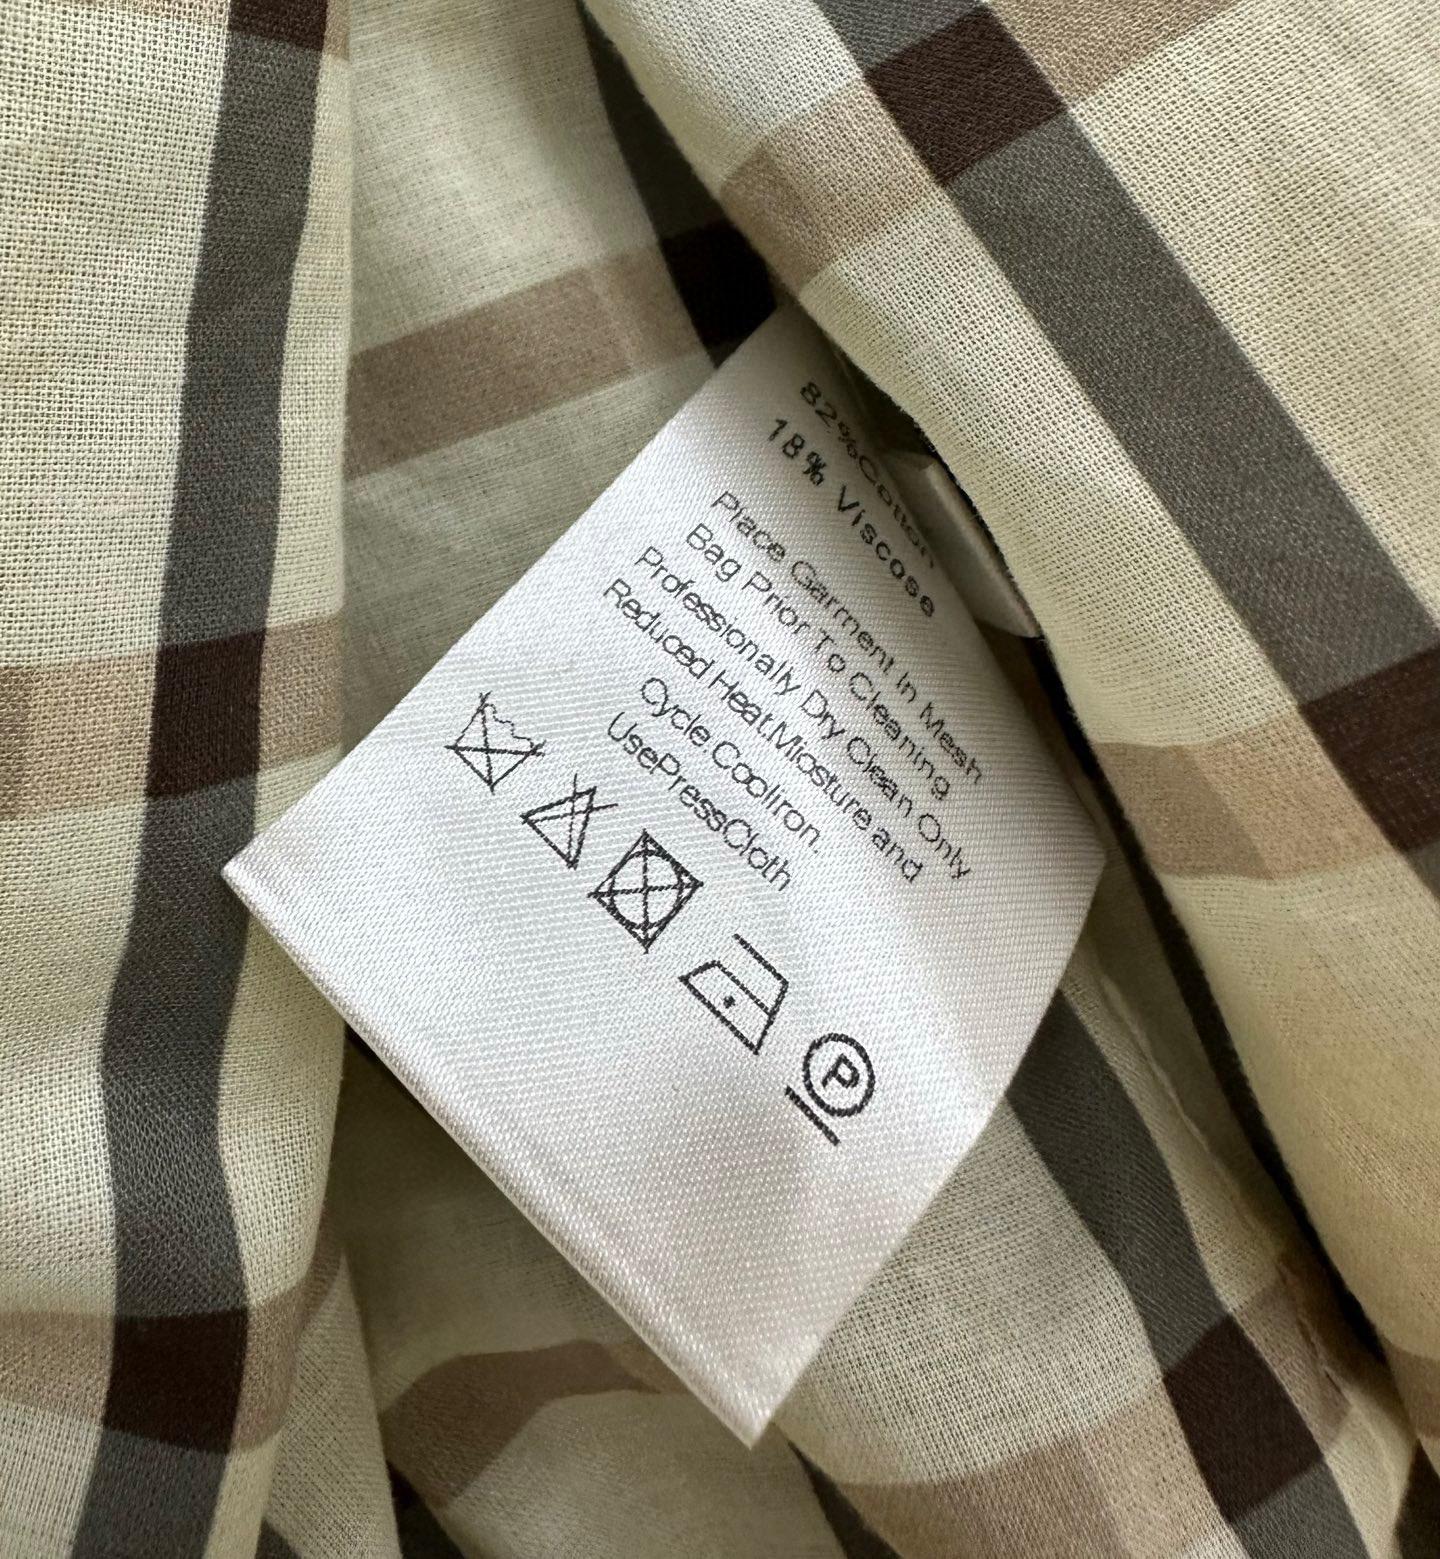 82%Cotton
18% Viscose
Place Garment In Mesh
Bag Prior To Cleaning
Professionally Dry Clean Only
Reduced Heat,Miosture and
Cycle Cooliron.
UsePressCloth
P